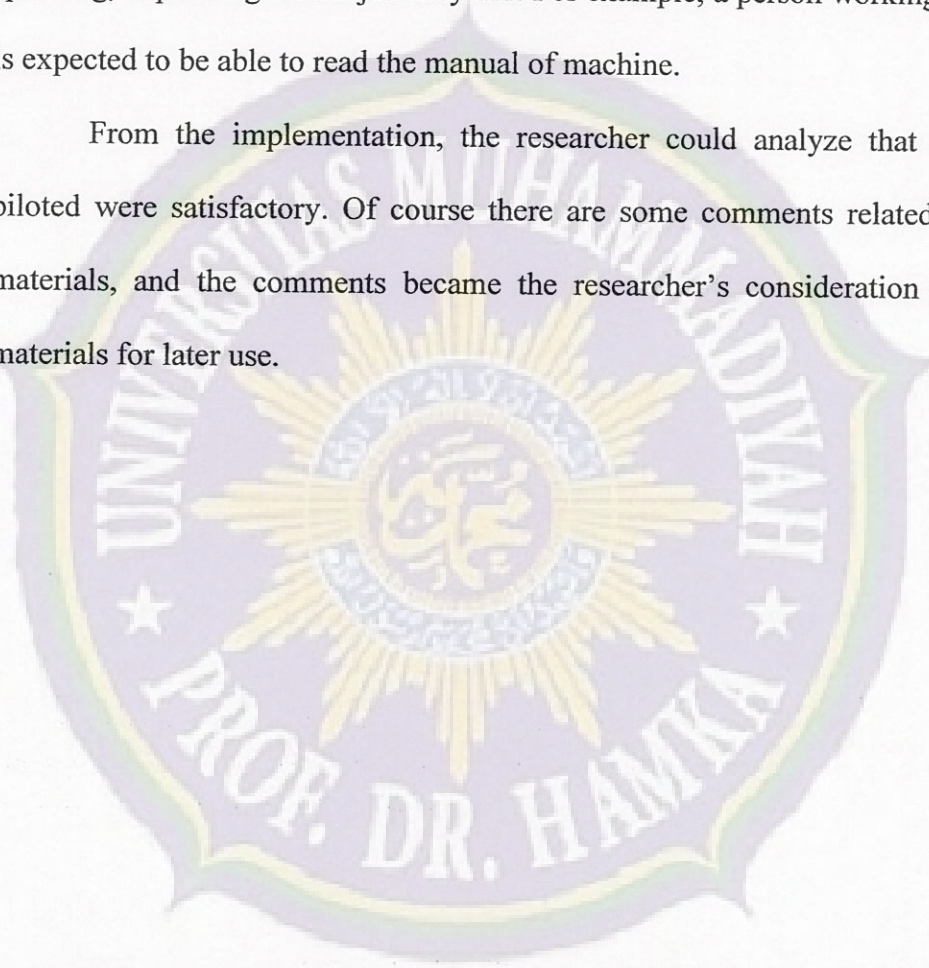 s expected to be able to read the manual of machine.
From the implementation, the researcher could analyze that
piloted were satisfactory. Of course there are some comments related
materials, and the comments became the researcher's consideration
materials for later use.
UNIVERSITAS MUHAMMADIYAH
PROF. DR. HAMKA